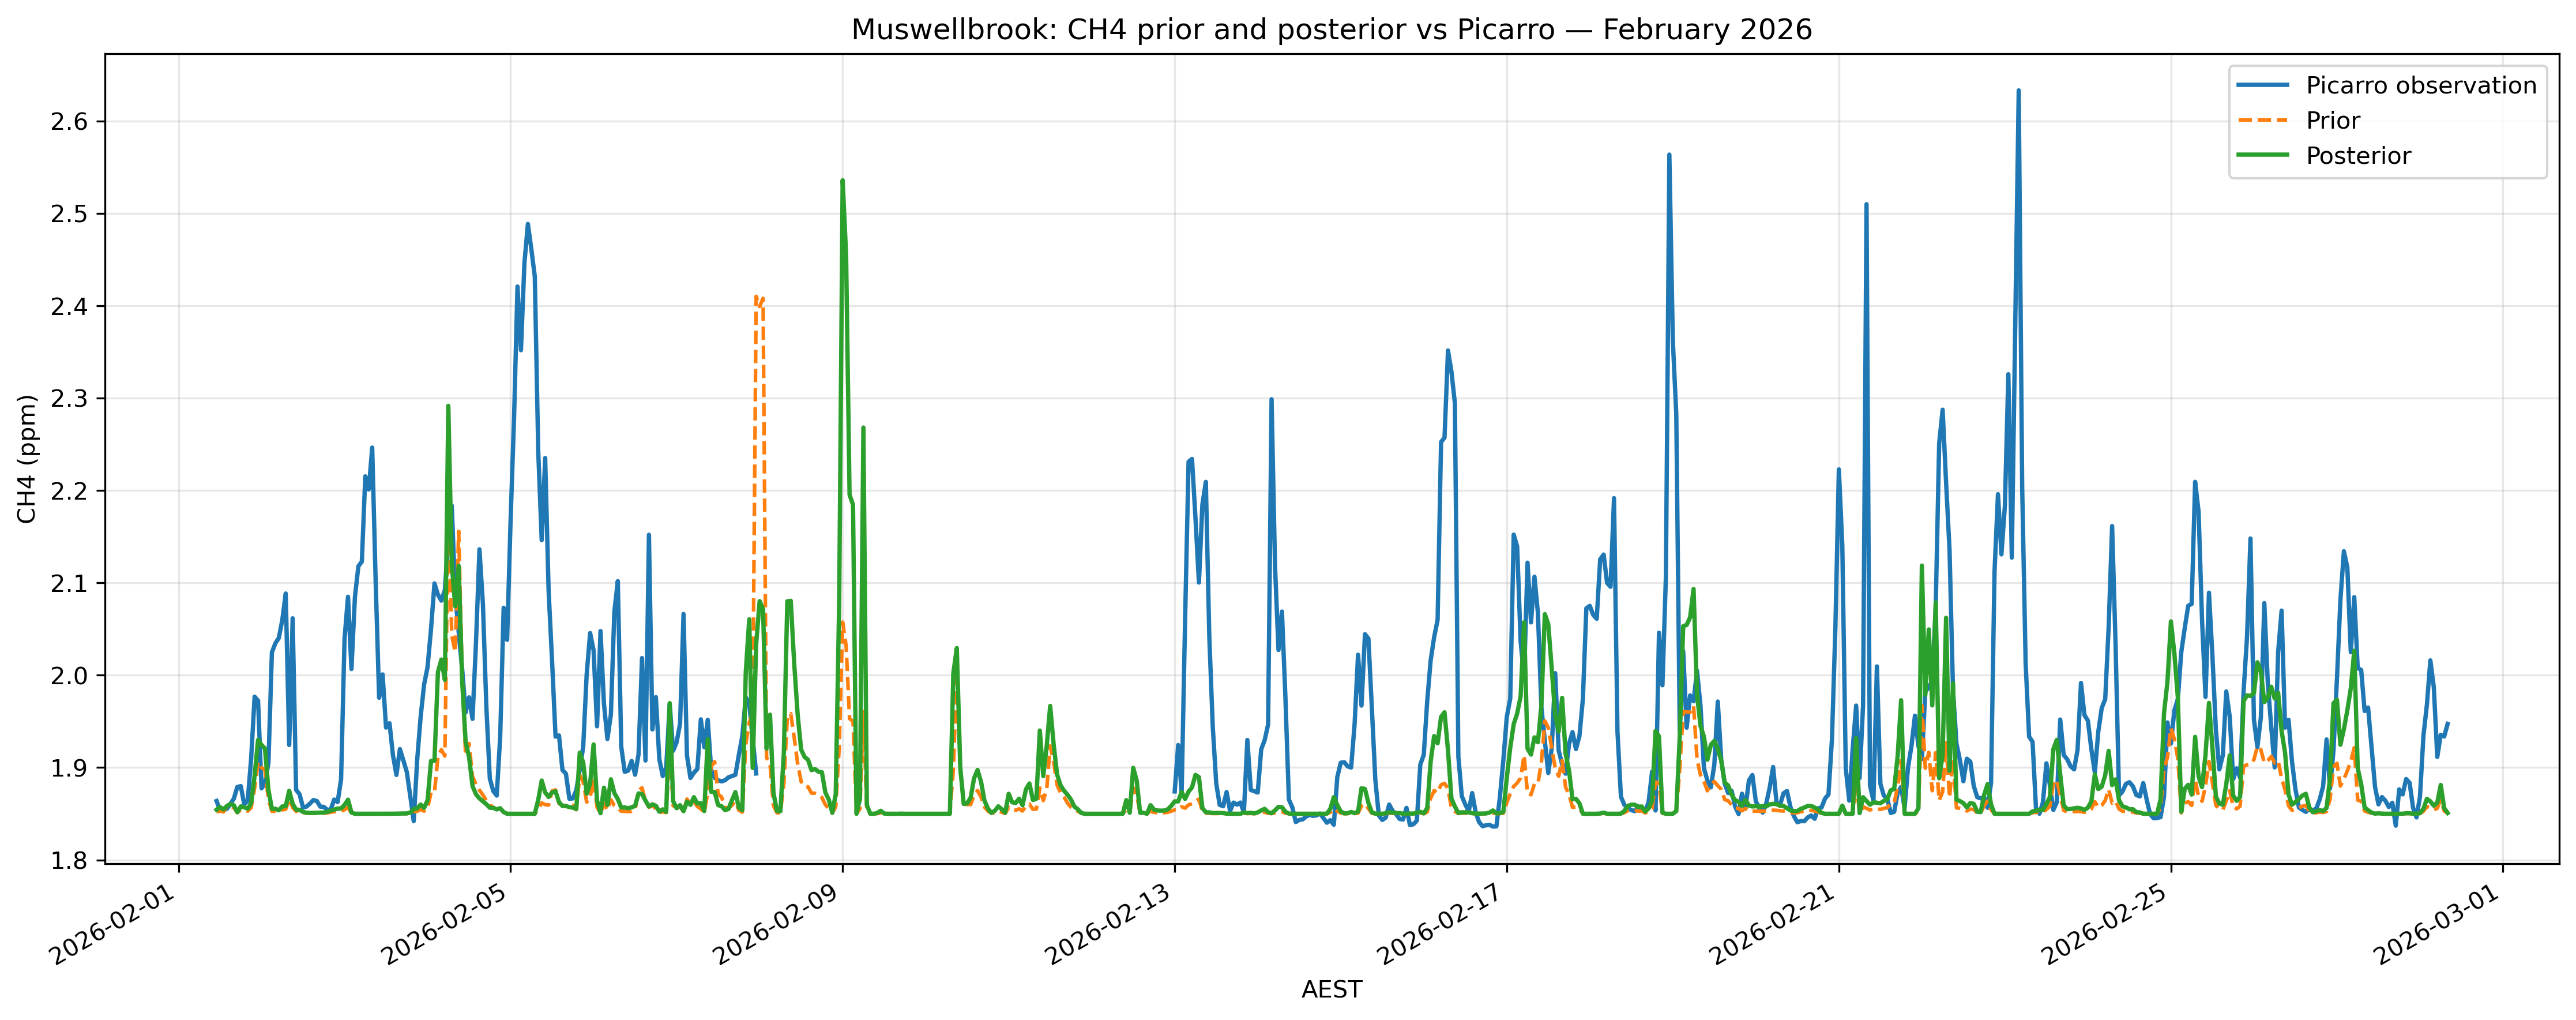 Muswellbrook: CH4 prior and posterior vs Picarro — February 2026
Picarro observation
Prior
Posterior
CH4 (ppm)
2.6
2.5
2.4
2.3
2.2
2.1
2.0
1.9
1.8
2026-02-01
2026-02-05
2026-02-09
2026-02-13
2026-02-17
2026-02-21
2026-02-25
2026-03-01
AEST